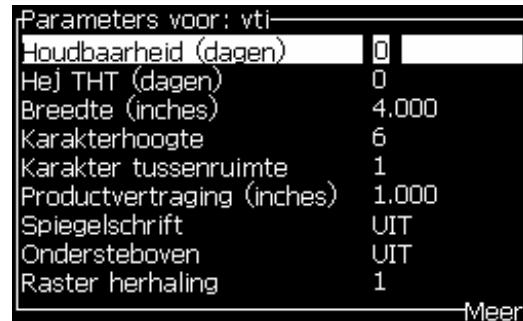 Parameters voor: vti
Houdbaarheid (dagen) 0
Hej THT (dagen) 0
Breedte (inches) 4.000
Karakterhoogte 6
Karakter tussenruimte 1
Productvertraging (inches) 1.000
Spiegelschrift UIT
Ondersteboven UIT
Raster herhaling 1
Meer